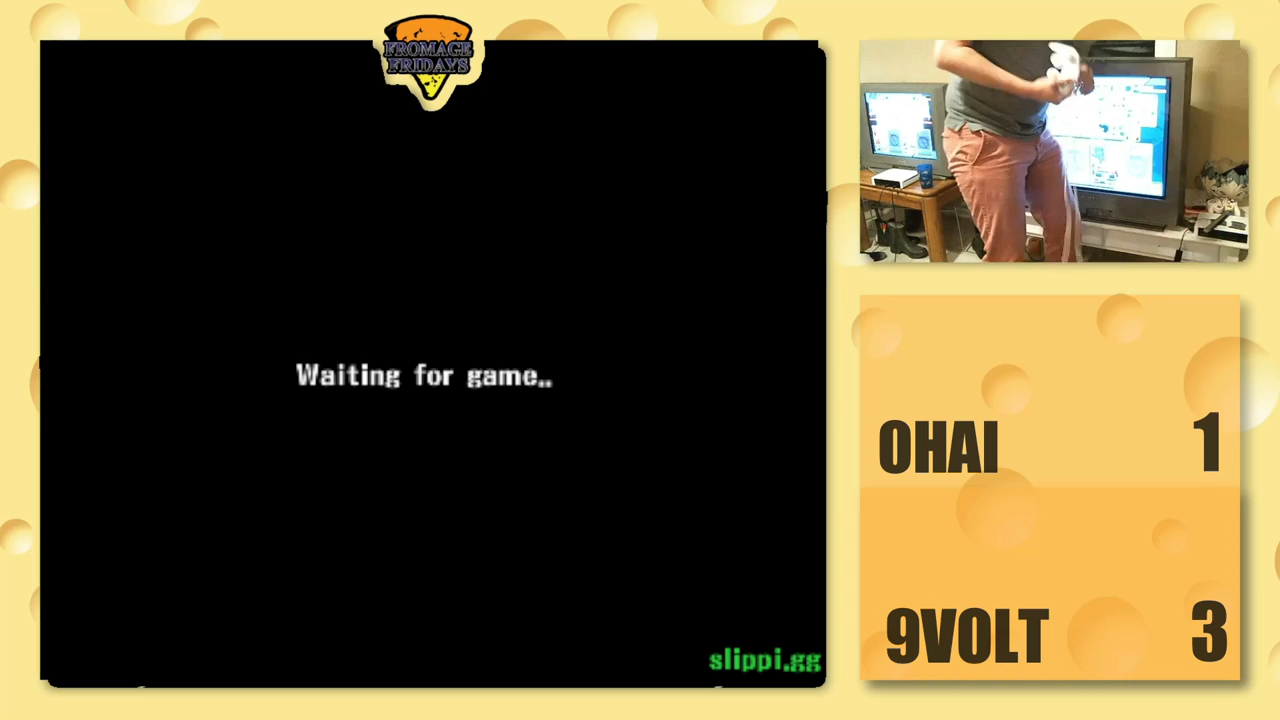 FROMAGE
FRIDAYS
Waiting for game..
slippi.gg
OHAI 1
9VOLT 3